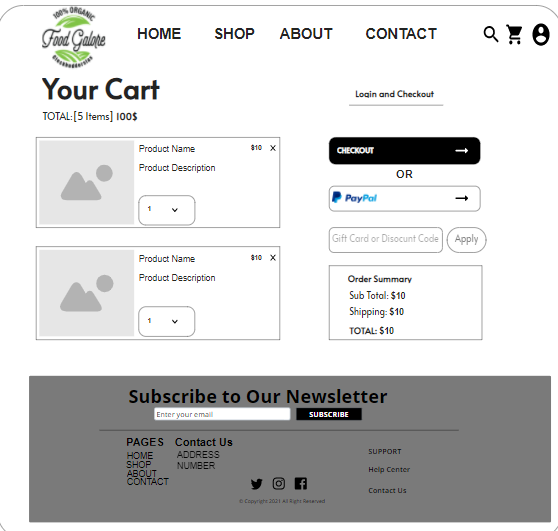 100% ORGANIC
Food Galore
HOME SHOP ABOUT CONTACT
Your Cart
TOTAL:[5 Items] 100$
Login and Checkout
Product Name $10 X
Product Description
1
CHECKOUT
OR
PayPal
Gift Card or Disocunt Code Apply
Product Name $10 X
Product Description
1
Order Summary
Sub Total: $10
Shipping: $10
TOTAL: $10
Subscribe to Our Newsletter
Enter your email SUBSCRIBE
PAGES
HOME
SHOP
ABOUT
CONTACT
Contact Us
ADDRESS
NUMBER
SUPPORT
Help Center
Contact Us
© Copyright 2021 All Right Reserved